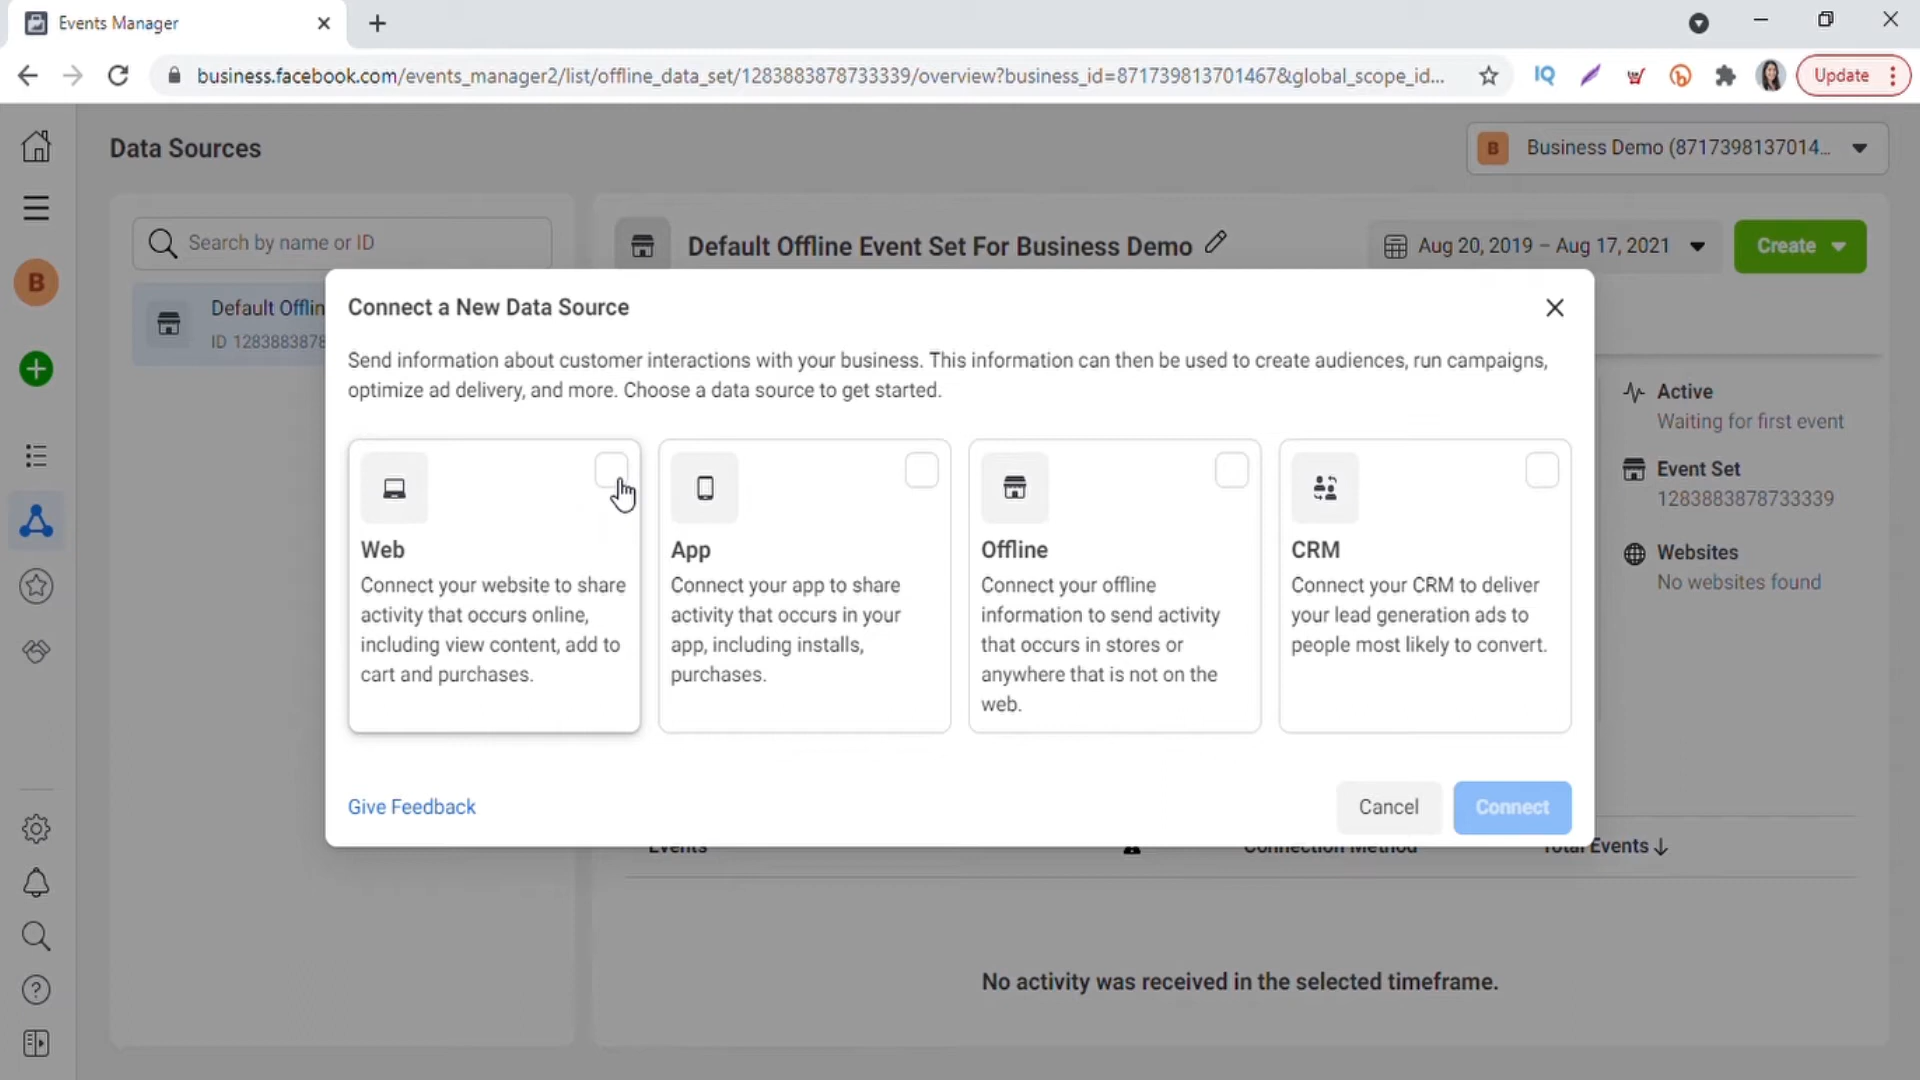 Events Manager
business.facebook.com/events_manager2/list/offline_data_set/1283883878733339/overview?business_id=871739813701467&global_scope_id...
IQ
Update
Data Sources
B
Business Demo (8717398137014...
Search by name or ID
Default Offline Event Set For Business Demo
Aug 20, 2019 – Aug 17, 2021
Create
B
Default Offlin
ID 1283883878
Connect a New Data Source
Send information about customer interactions with your business. This information can then be used to create audiences, run campaigns,
optimize ad delivery, and more. Choose a data source to get started.
Web
Connect your website to share
activity that occurs online,
including view content, add to
cart and purchases.
App
Connect your app to share
activity that occurs in your
app, including installs,
purchases.
Offline
Connect your offline
information to send activity
that occurs in stores or
anywhere that is not on the
web.
CRM
Connect your CRM to deliver
your lead generation ads to
people most likely to convert.
Give Feedback
Cancel
Connect
Active
Waiting for first event
Event Set
1283883878733339
Websites
No websites found
Events
Connection Method
Total Events
No activity was received in the selected timeframe.